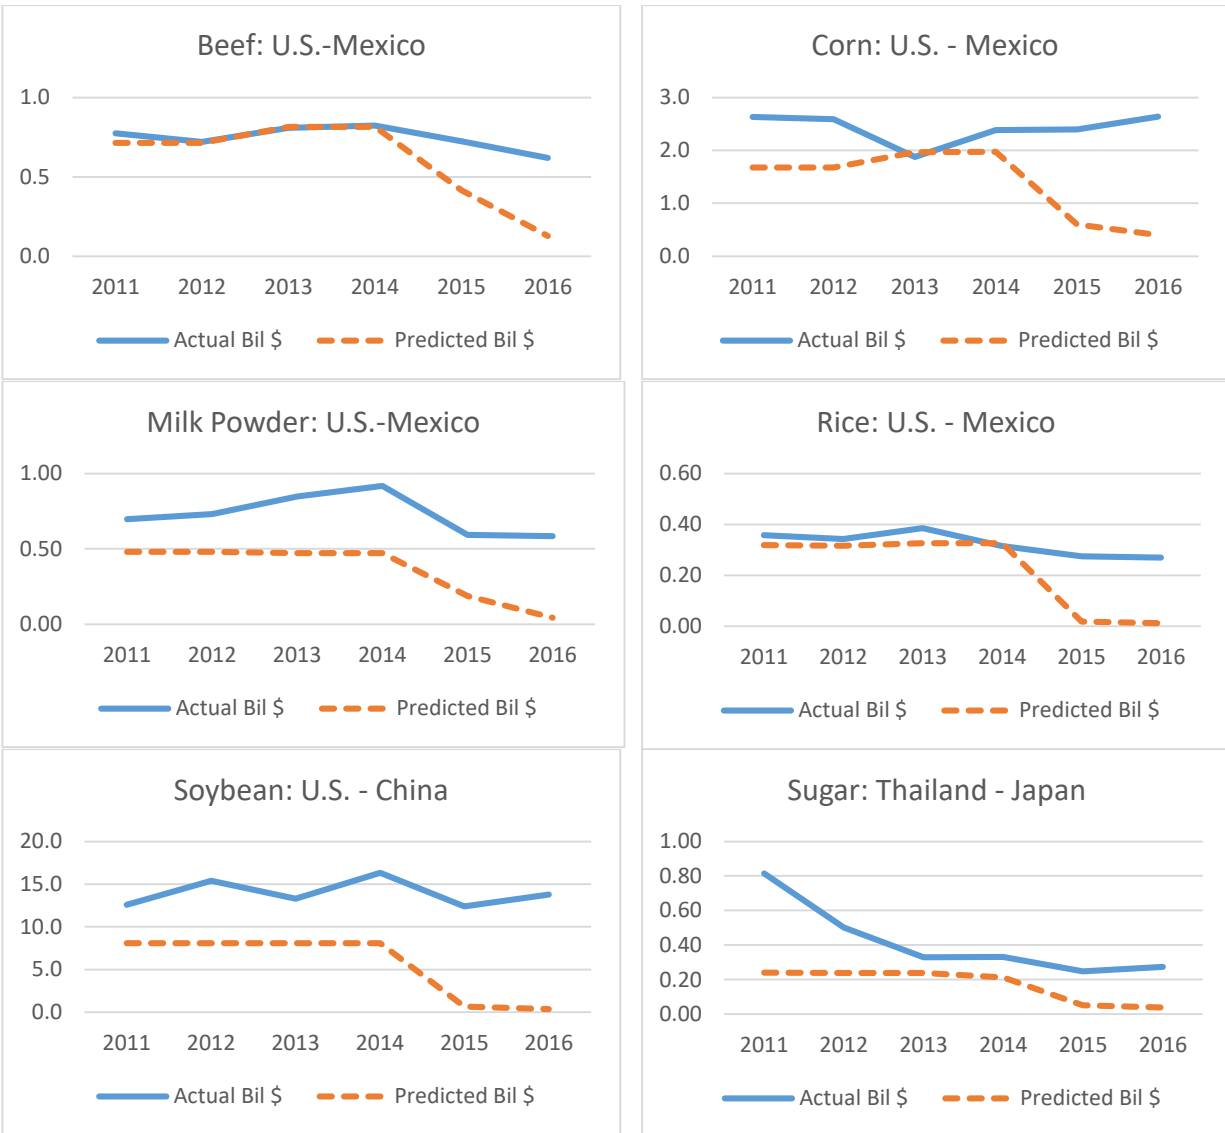 Beef: U.S.-Mexico
1.0
0.5
0.0
2011 2012 2013 2014 2015 2016
Actual Bil $ Predicted Bil $
Corn: U.S. - Mexico
3.0
2.0
1.0
0.0
2011 2012 2013 2014 2015 2016
Actual Bil $ Predicted Bil $
Milk Powder: U.S.-Mexico
1.00
0.50
0.00
2011 2012 2013 2014 2015 2016
Actual Bil $ Predicted Bil $
Rice: U.S. - Mexico
0.60
0.40
0.20
0.00
2011 2012 2013 2014 2015 2016
Actual Bil $ Predicted Bil $
Soybean: U.S. - China
20.0
15.0
10.0
5.0
0.0
2011 2012 2013 2014 2015 2016
Actual Bil $ Predicted Bil $
Sugar: Thailand - Japan
1.00
0.80
0.60
0.40
0.20
0.00
2011 2012 2013 2014 2015 2016
Actual Bil $ Predicted Bil $